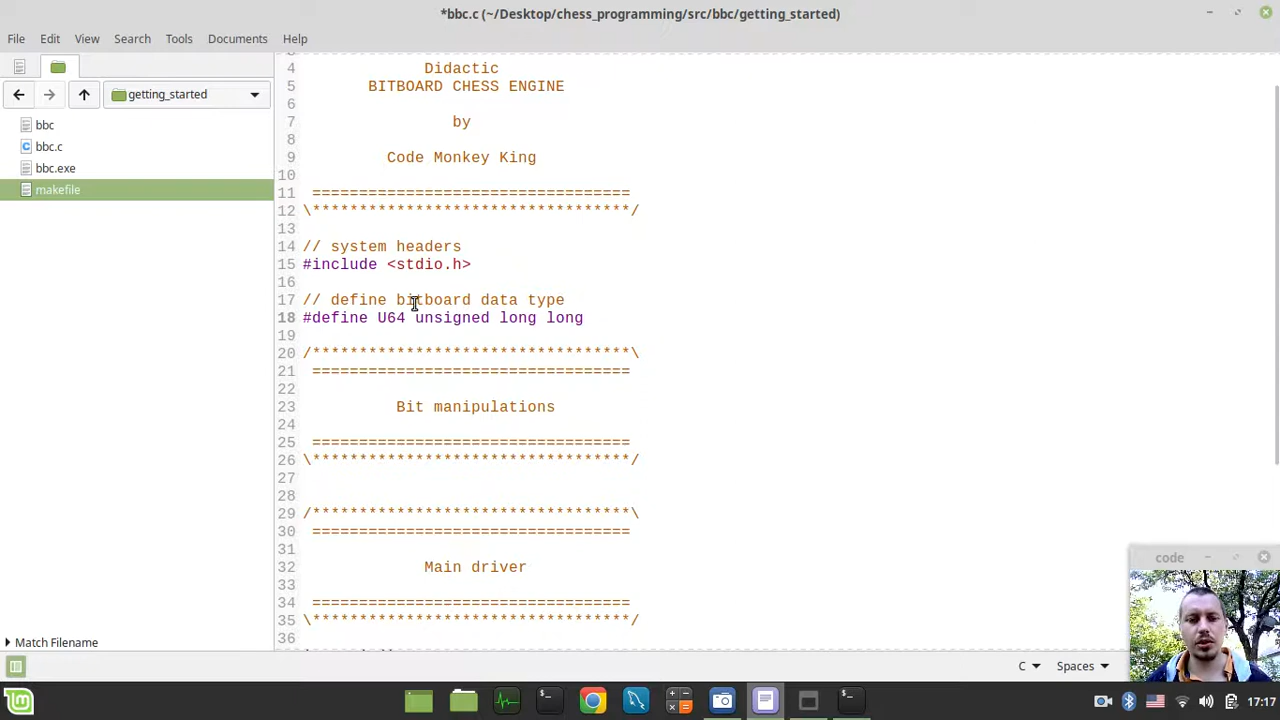 *bbc.c (~/Desktop/chess_programming/src/bbc/getting_started)
File Edit View Search Tools Documents Help
getting_started
bbc
bbc.c
bbc.exe
makefile
4 Didactic
5 BITBOARD CHESS ENGINE
6
7 by
8
9 Code Monkey King
10
11 ==================================
12 \**********************************/
13
14 // system headers
15 #include <stdio.h>
16
17 // define bitboard data type
18 #define U64 unsigned long long
19
20 /**********************************\
21 ==================================
22
23 Bit manipulations
24
25 ==================================
26 \**********************************/
27
28
29 /**********************************\
30 ==================================
31
32 Main driver
33
34 ==================================
35 \**********************************/
36
Match Filename
code
C Spaces
17:17